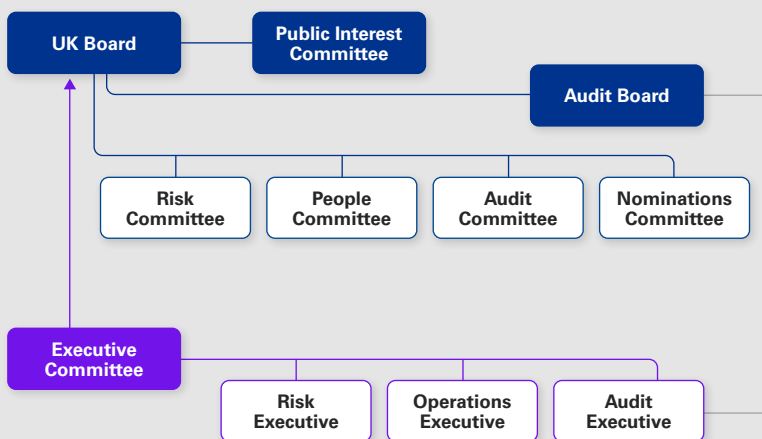 UK Board
Public Interest
Committee
Audit Board
Risk
Committee
People
Committee
Audit
Committee
Nominations
Committee
Executive
Committee
Risk
Executive
Operations
Executive
Audit
Executive